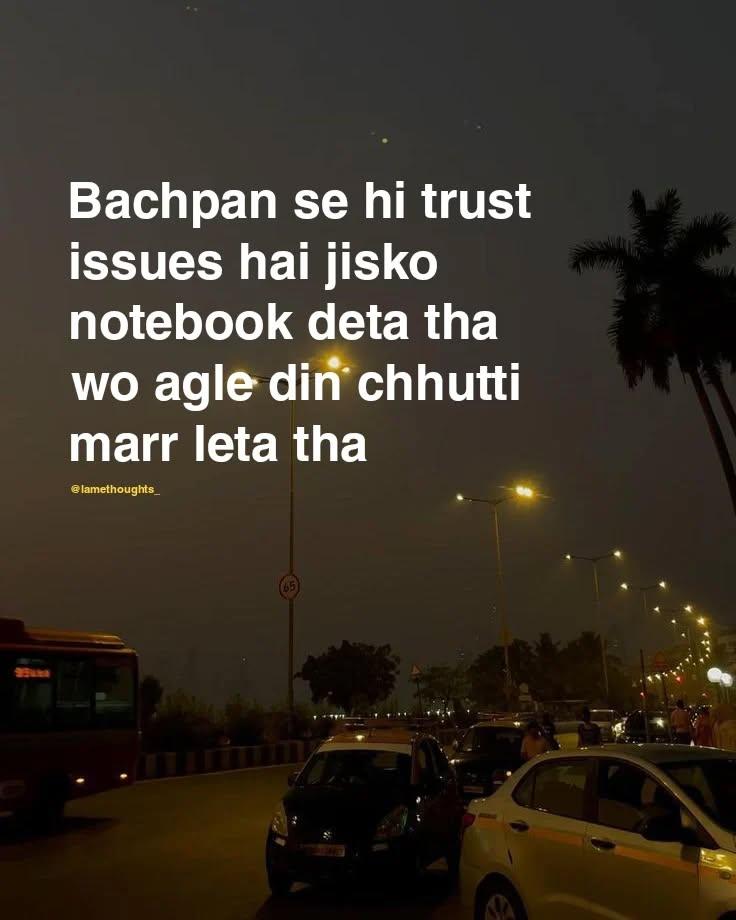 Bachpan se hi trust
issues hai jisko
notebook deta tha
wo agle din chhutti
marr leta tha
@lamethoughts_
65